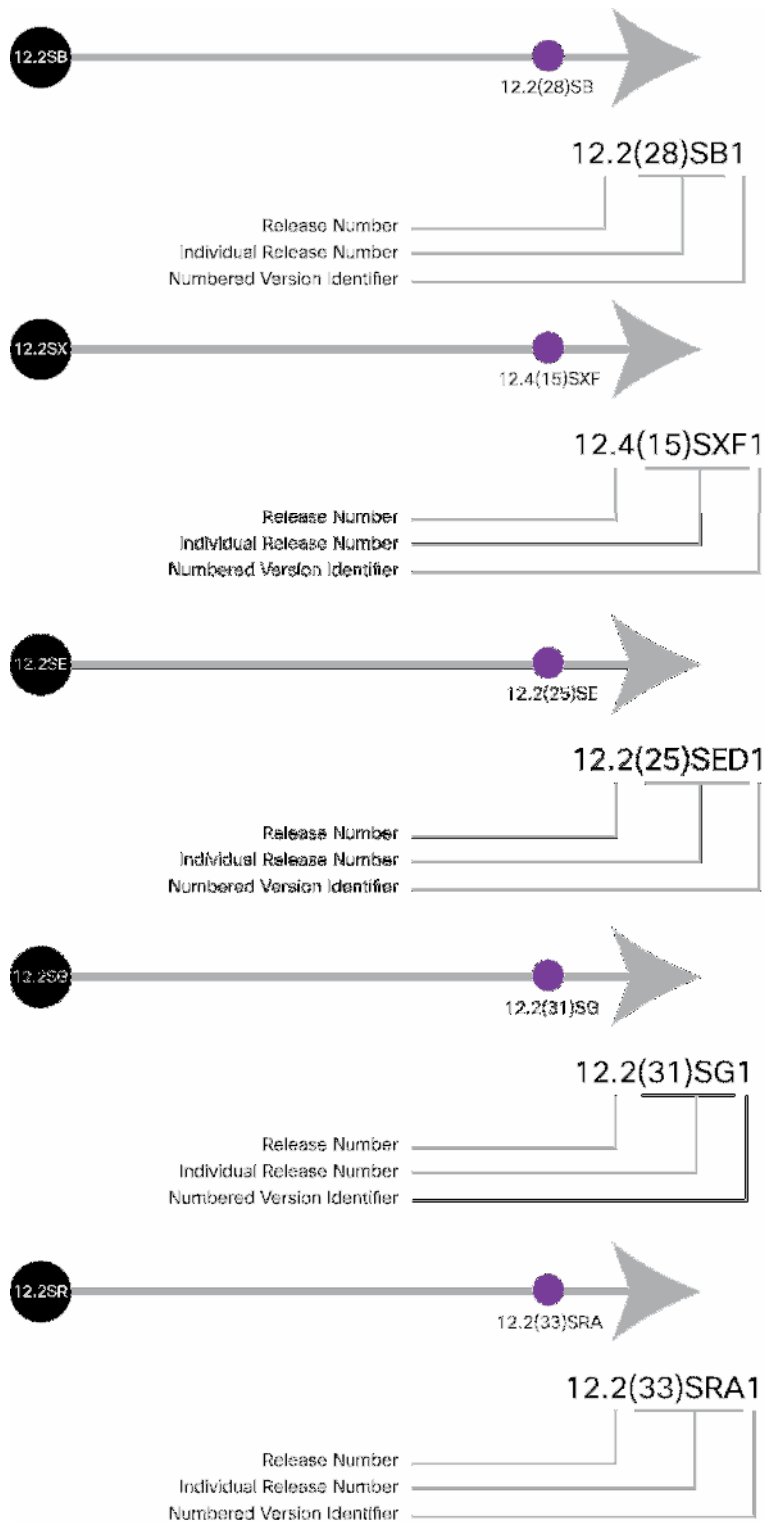 12.2SB
12.2(28)SB
12.2(28)SB1
Release Number
Individual Release Number
Numbered Version Identifier
12.2SX
12.4(15)SXF
12.4(15)SXF1
Release Number
Individual Release Number
Numbered Version Identifier
12.2SE
12.2(25)SE
12.2(25)SED1
Release Number
Individual Release Number
Numbered Version Identifier
12.2SG
12.2(31)SG
12.2(31)SG1
Release Number
Individual Release Number
Numbered Version Identifier
12.2SR
12.2(33)SRA
12.2(33)SRA1
Release Number
Individual Release Number
Numbered Version Identifier